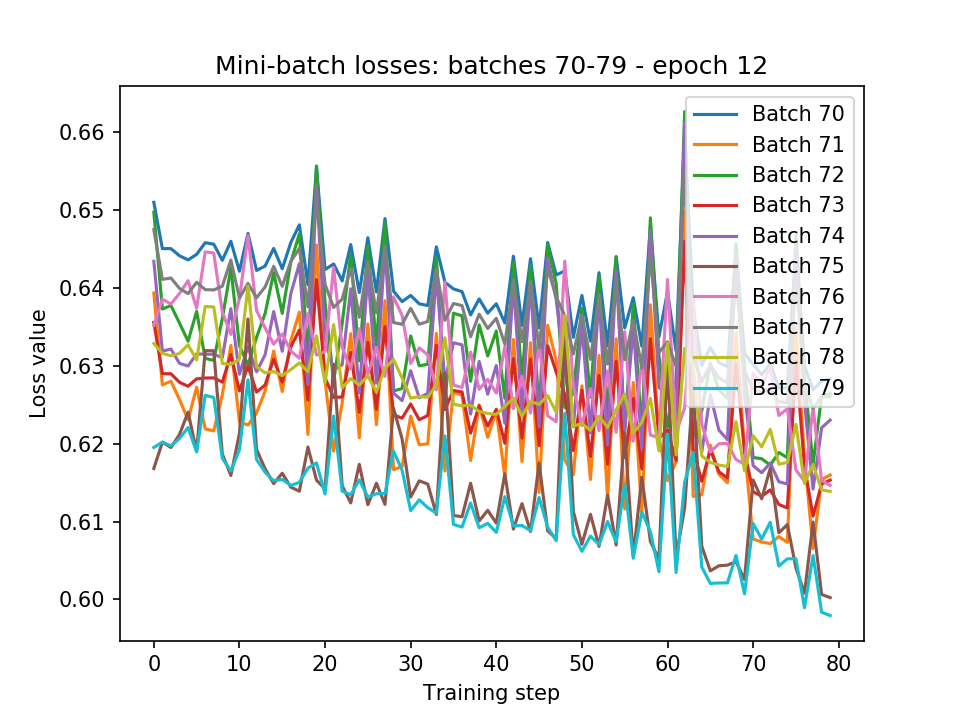 Mini-batch losses: batches 70-79 - epoch 12
Loss value
0.66
0.65
0.64
0.63
0.62
0.61
0.60
Batch 70
Batch 71
Batch 72
Batch 73
Batch 74
Batch 75
Batch 76
Batch 77
Batch 78
Batch 79
0 10 20 30 40 50 60 70 80
Training step